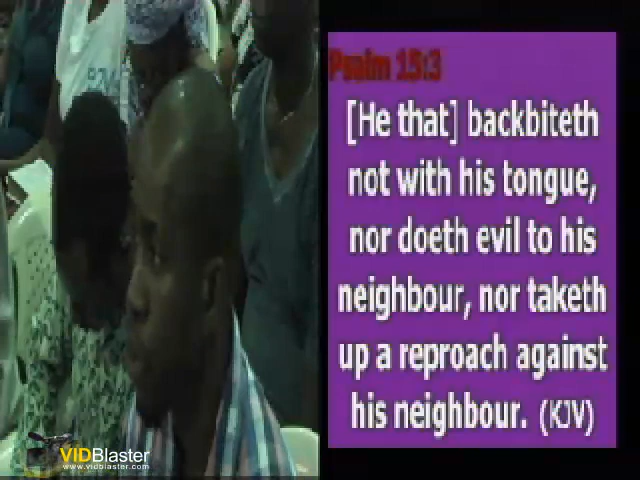 Psalm 15:3
[He that] backbiteth
not with his tongue,
nor doeth evil to his
neighbour, nor taketh
up a reproach against
his neighbour. (KJV)
VIDBlaster
www.vidblaster.com